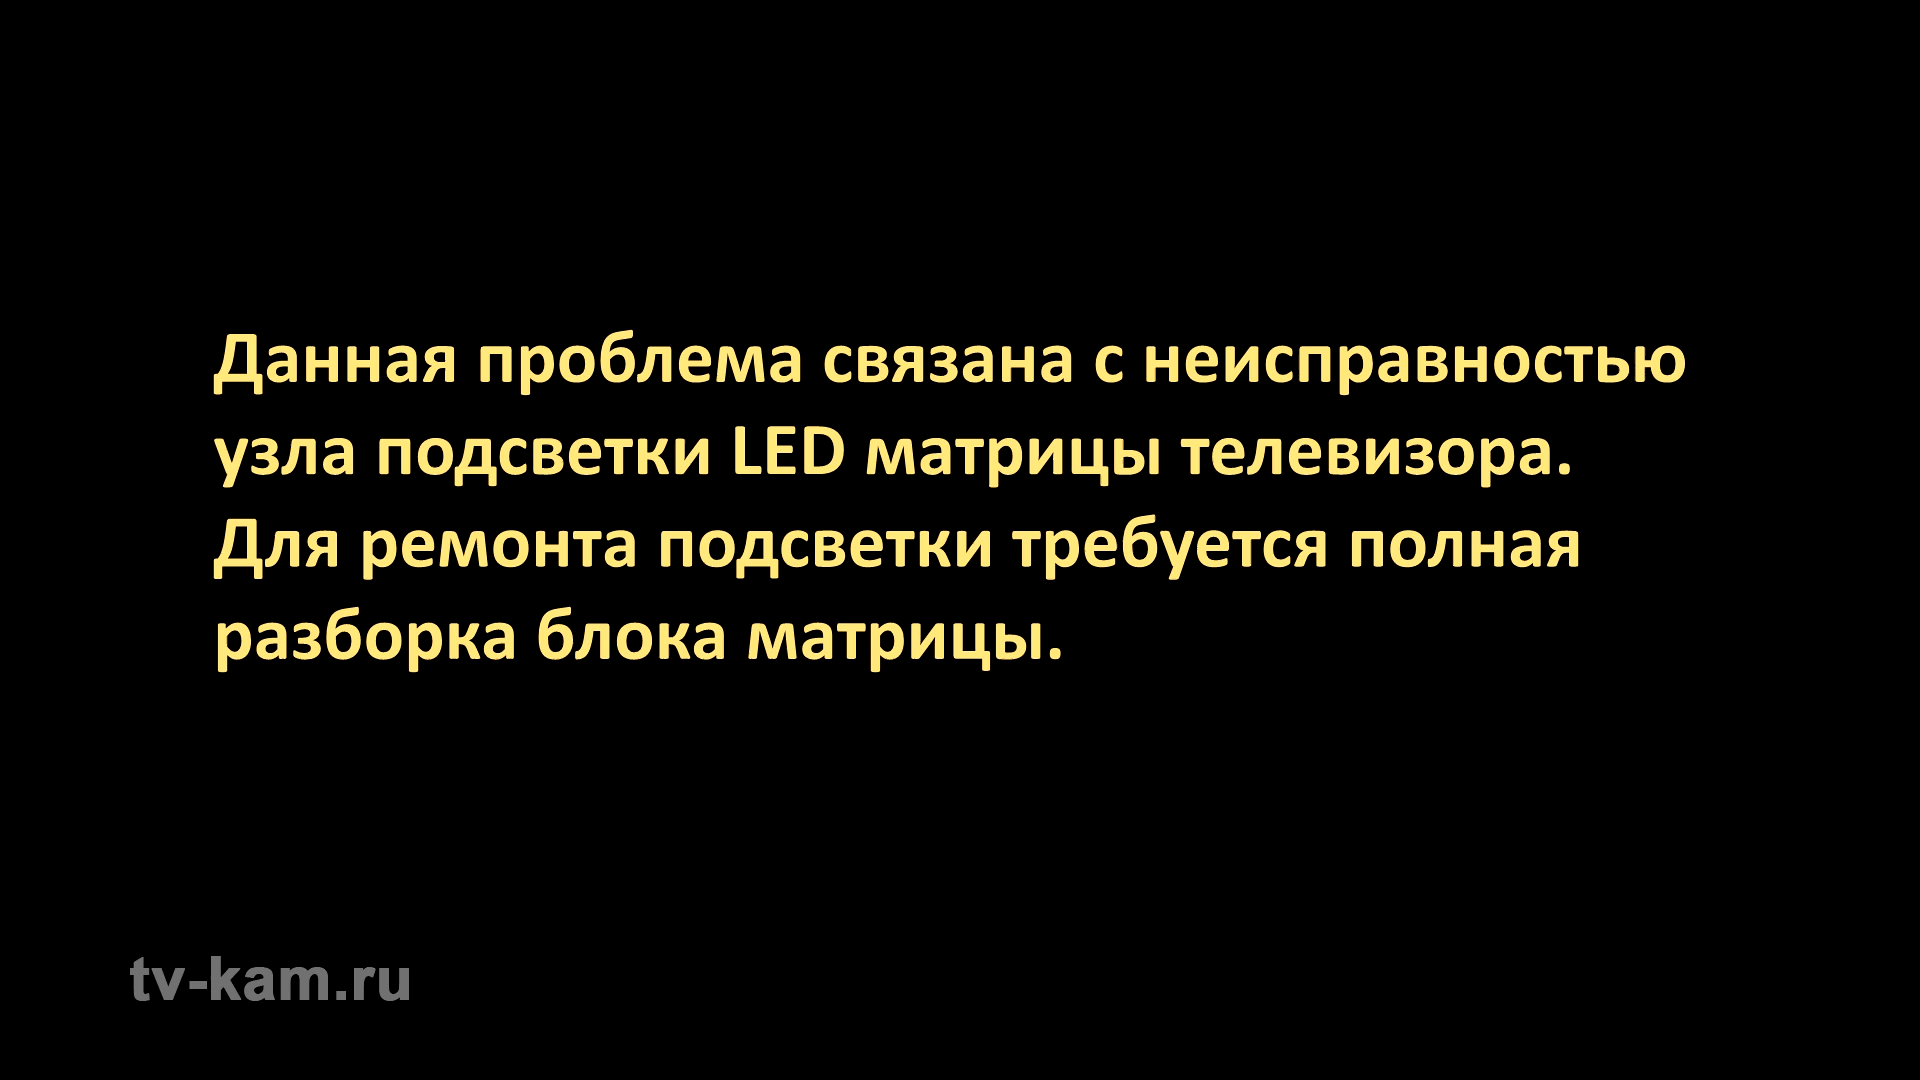 Данная проблема связана с неисправностью
узла подсветки LED матрицы телевизора.
Для ремонта подсветки требуется полная
разборка блока матрицы.
tv-kam.ru